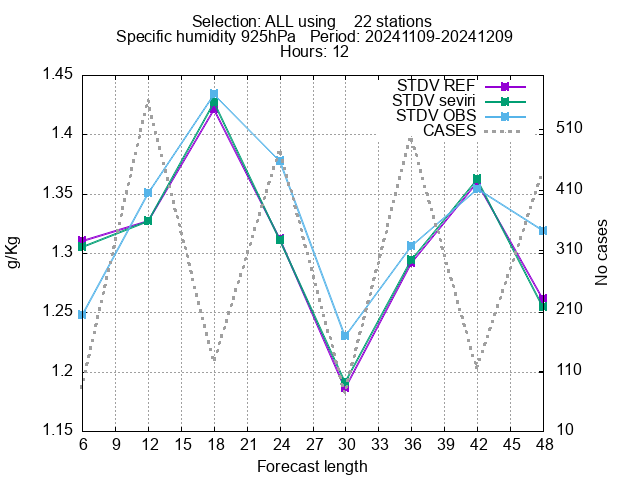 Selection: ALL using    22 stations
Specific humidity 925hPa   Period: 20241109-20241209
Hours: 12
STDV REF
STDV seviri
STDV OBS
CASES
1.45
1.4
1.35
1.3
1.25
1.2
1.15
g/Kg
510
410
310
210
110
10
No cases
6 9 12 15 18 21 24 27 30 33 36 39 42 45 48
Forecast length